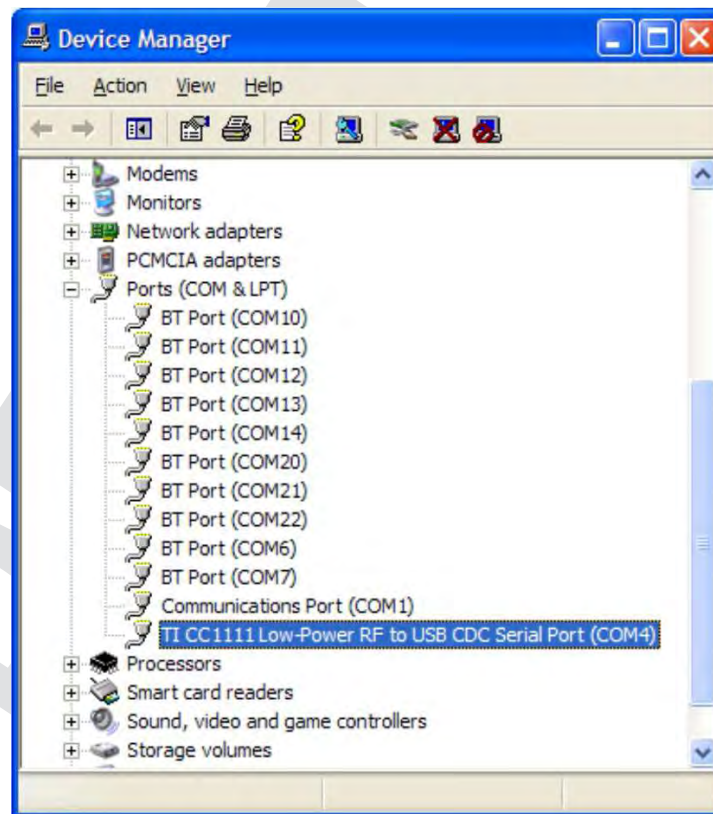 Device Manager
File Action View Help
Modems
Monitors
Network adapters
PCMCIA adapters
Ports (COM & LPT)
BT Port (COM10)
BT Port (COM11)
BT Port (COM12)
BT Port (COM13)
BT Port (COM14)
BT Port (COM20)
BT Port (COM21)
BT Port (COM22)
BT Port (COM6)
BT Port (COM7)
Communications Port (COM1)
TI CC1111 Low-Power RF to USB CDC Serial Port (COM4)
Processors
Smart card readers
Sound, video and game controllers
Storage volumes